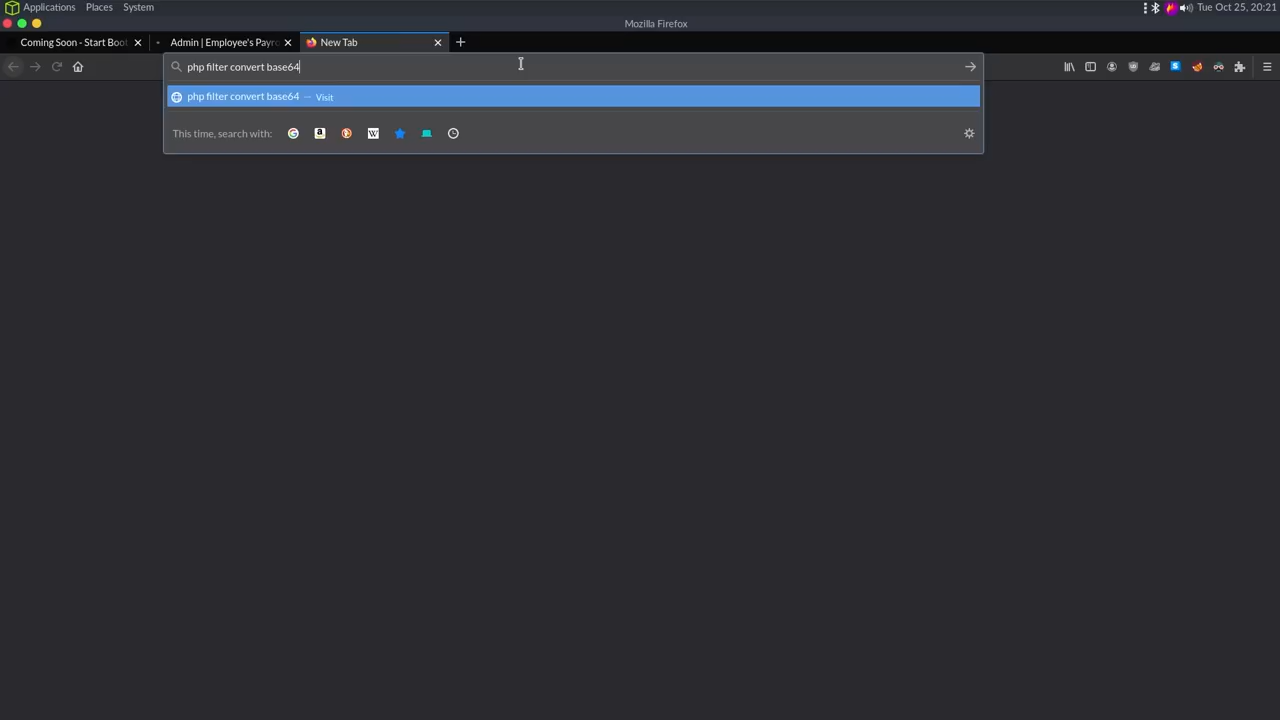 Applications Places System
Tue Oct 25, 20:21
Mozilla Firefox
Coming Soon - Start Boot
Admin | Employee's Payro
New Tab
php filter convert base64
php filter convert base64 — Visit
This time, search with: